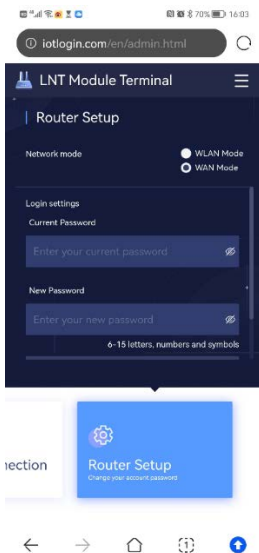 70% 16:03
iotlogin.com/en/admin.html
LNT Module Terminal
Router Setup
Network mode
WLAN Mode
WAN Mode
Login settings
Current Password
Enter your current password
New Password
Enter your new password
6-15 letters, numbers and symbols
nection
Router Setup
Change your account password
1